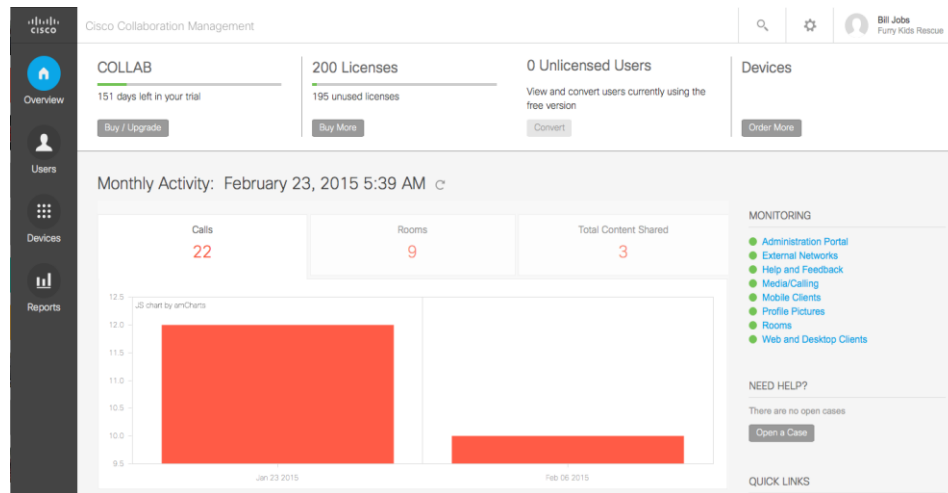 CISCO
Cisco Collaboration Management
Bill Jobs
Furry Kids Rescue
Overview
Users
Devices
Reports
COLLAB
151 days left in your trial
Buy / Upgrade
200 Licenses
195 unused licenses
Buy More
0 Unlicensed Users
View and convert users currently using the
free version
Convert
Devices
Order More
Monthly Activity: February 23, 2015 5:39 AM
Calls
22
Rooms
9
Total Content Shared
3
JS chart by amCharts
12.5
12.0
11.5
11.0
10.5
10.0
9.5
Jan 23 2015
Feb 06 2015
MONITORING
Administration Portal
External Networks
Help and Feedback
Media/Calling
Mobile Clients
Profile Pictures
Rooms
Web and Desktop Clients
NEED HELP?
There are no open cases
Open a Case
QUICK LINKS